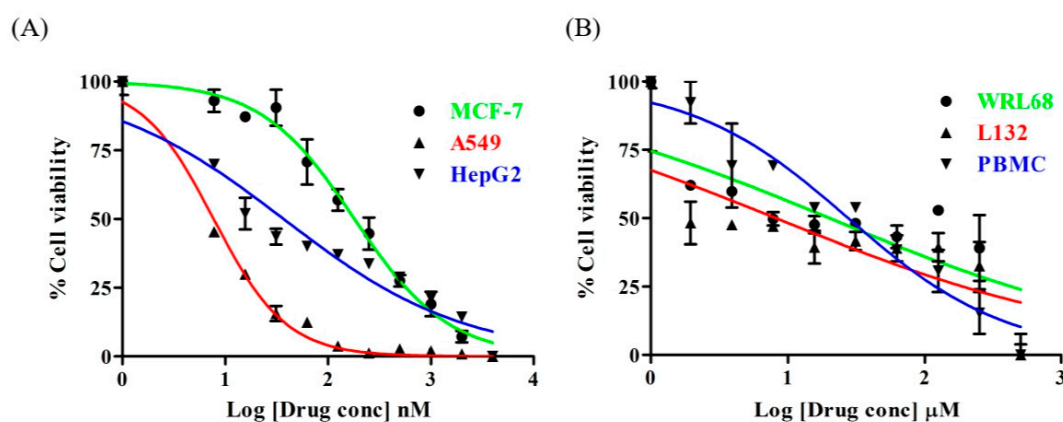 (A)
% Cell viability
100
75
50
25
0
MCF-7
A549
HepG2
0 1 2 3 4
Log [Drug conc] nM
(B)
% Cell viability
100
75
50
25
0
WRL68
L132
PBMC
0 1 2 3
Log [Drug conc] μM